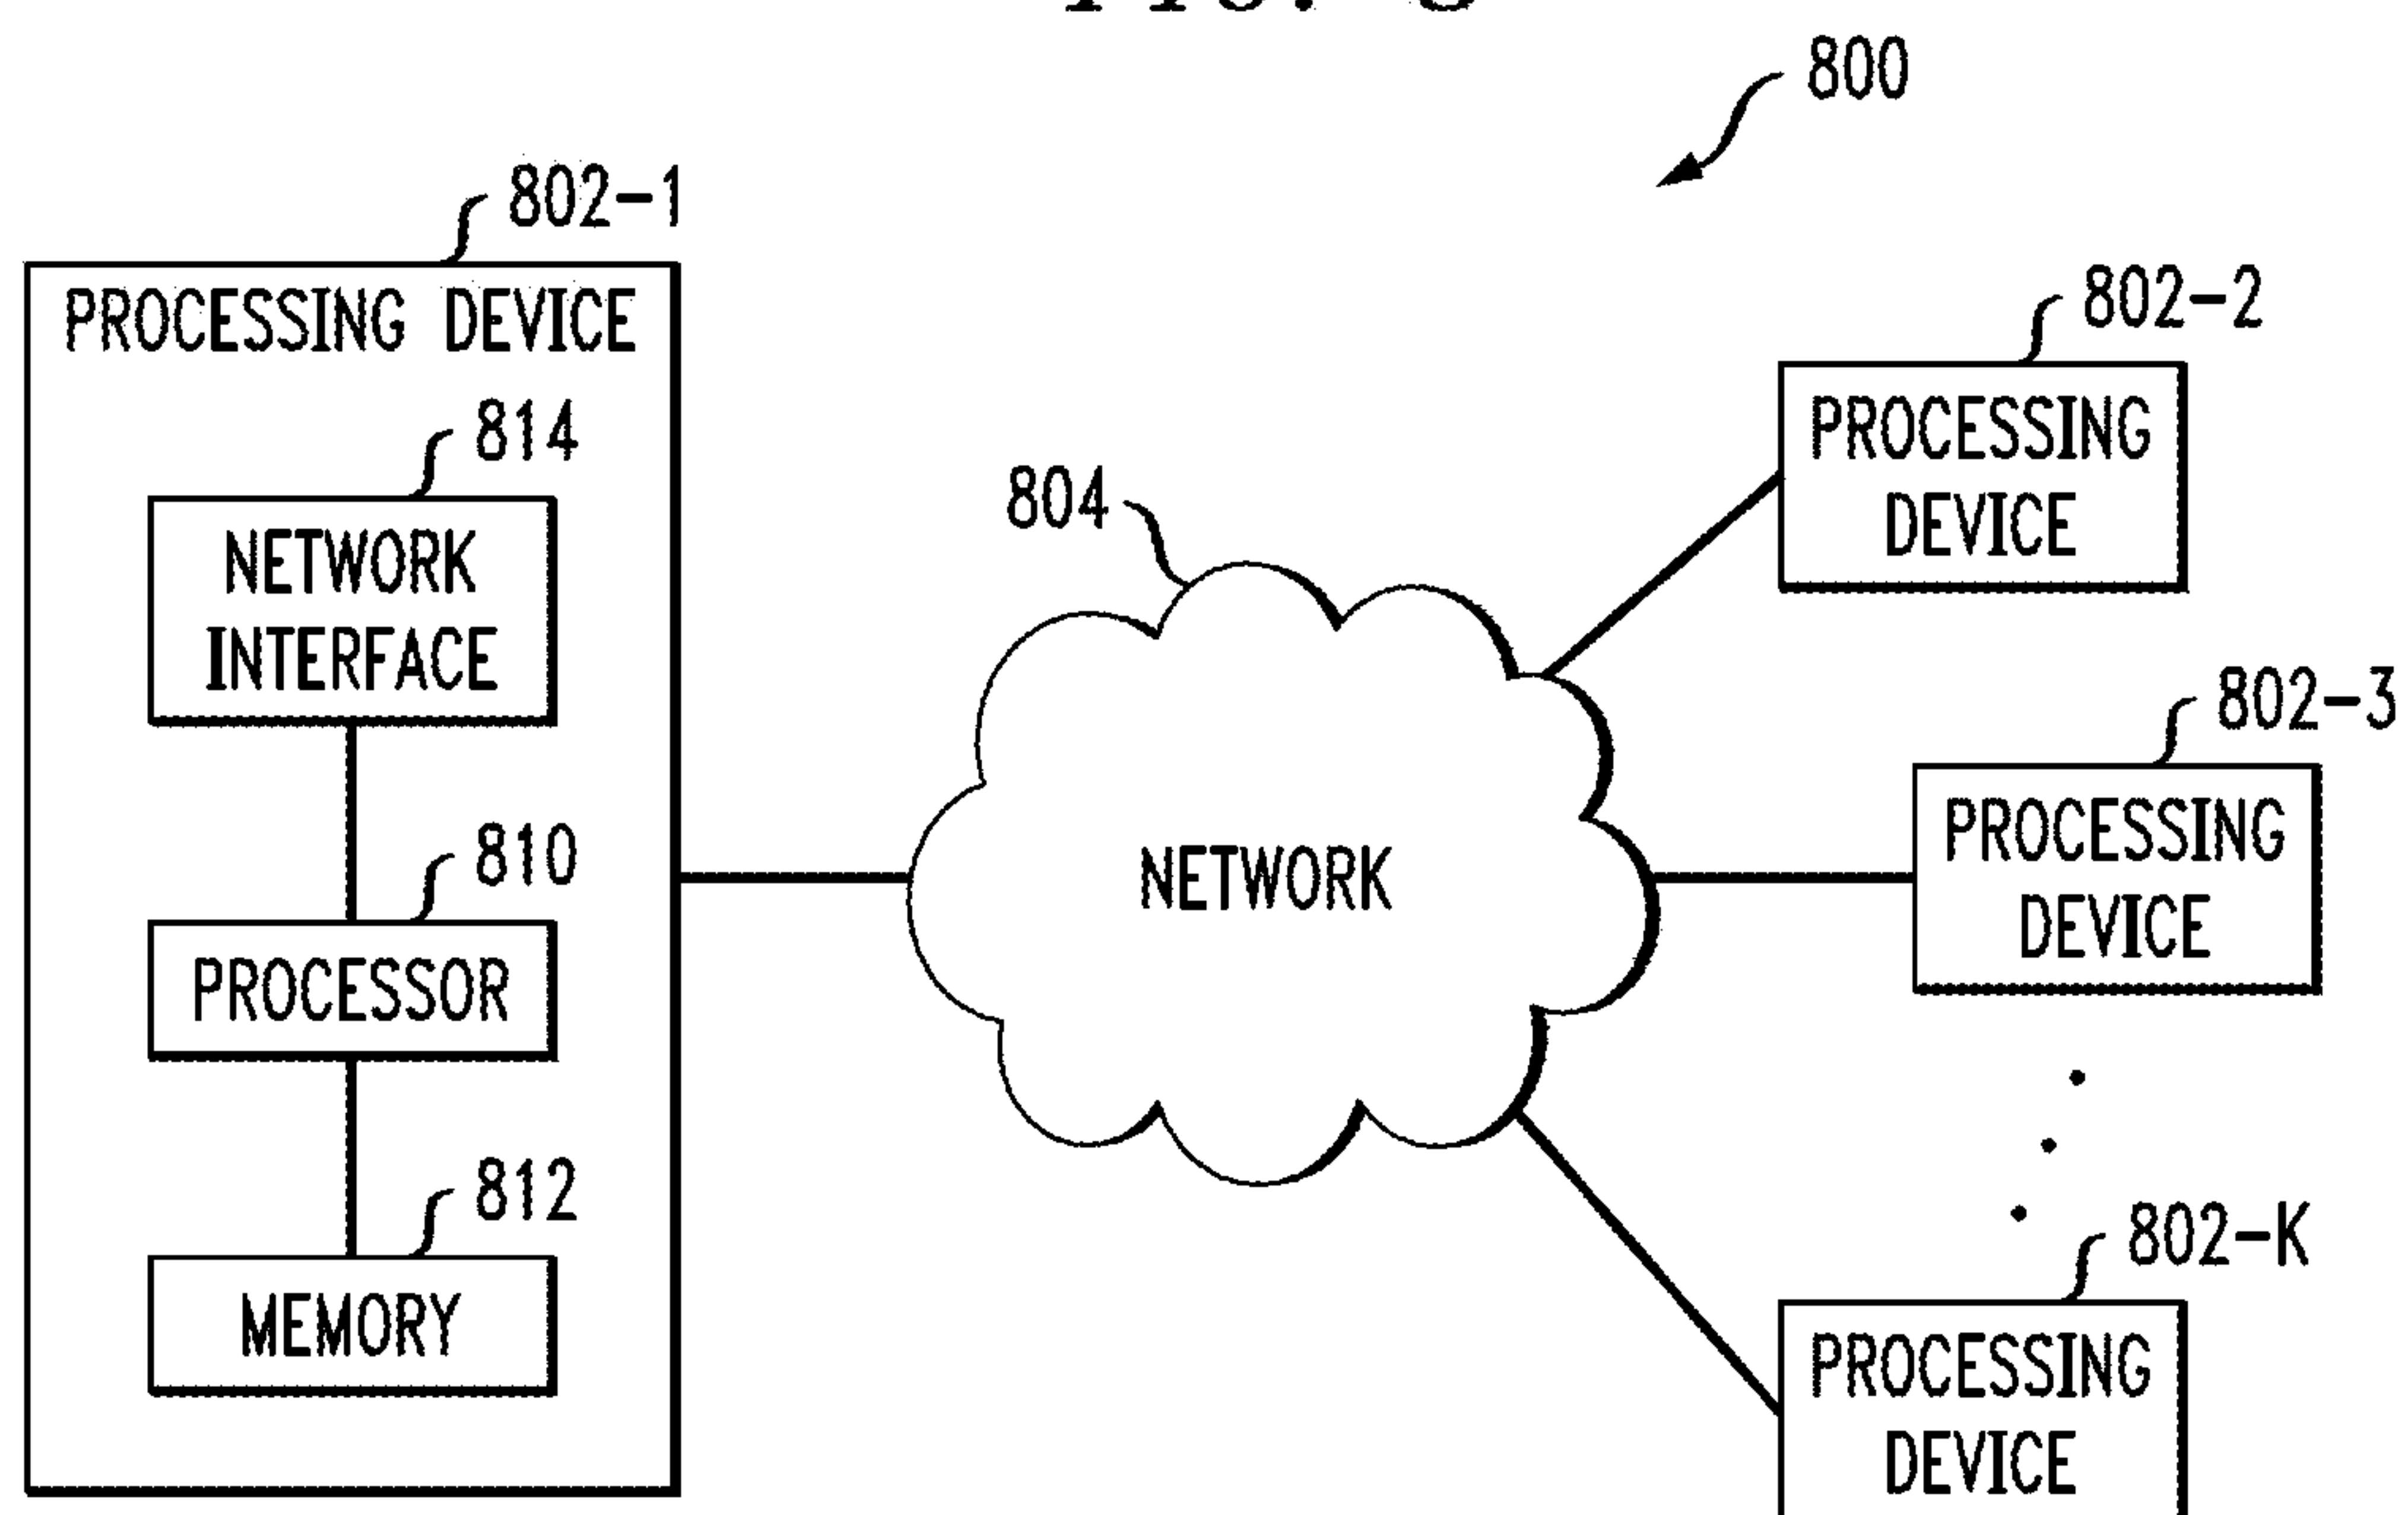 800
802-1
PROCESSING DEVICE
814
NETWORK
INTERFACE
810
PROCESSOR
812
MEMORY
804
NETWORK
802-2
PROCESSING
DEVICE
802-3
PROCESSING
DEVICE
802-K
PROCESSING
DEVICE